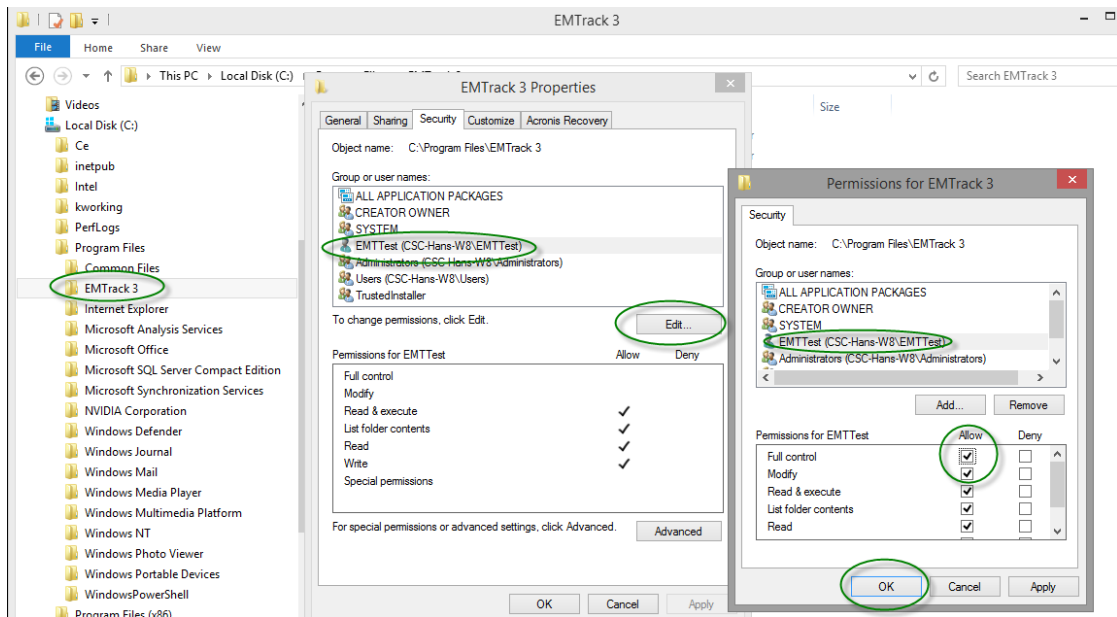 EMTrack 3
File Home Share View
This PC Local Disk (C:)
Search EMTrack 3
Videos
Local Disk (C:)
Ce
inetpub
Intel
kworking
PerfLogs
Program Files
Common Files
EMTrack 3
Internet Explorer
Microsoft Analysis Services
Microsoft Office
Microsoft SQL Server Compact Edition
Microsoft Synchronization Services
NVIDIA Corporation
Windows Defender
Windows Journal
Windows Mail
Windows Media Player
Windows Multimedia Platform
Windows NT
Windows Photo Viewer
Windows Portable Devices
WindowsPowerShell
Program Files (x86)
Size
EMTrack 3 Properties
General Sharing Security Customize Acronis Recovery
Object name: C:\Program Files\EMTrack 3
Group or user names:
ALL APPLICATION PACKAGES
CREATOR OWNER
SYSTEM
EMTTest (CSC-Hans-W8\EMTTest)
Administrators (CSC-Hans-W8\Administrators)
Users (CSC-Hans-W8\Users)
TrustedInstaller
To change permissions, click Edit.
Edit...
Permissions for EMTTest Allow Deny
Full control
Modify
Read & execute
List folder contents
Read
Write
Special permissions
For special permissions or advanced settings, click Advanced.
Advanced
OK Cancel Apply
Permissions for EMTrack 3
Security
Object name: C:\Program Files\EMTrack 3
Group or user names:
ALL APPLICATION PACKAGES
CREATOR OWNER
SYSTEM
EMTTest (CSC-Hans-W8\EMTTest)
Administrators (CSC-Hans-W8\Administrators)
Add... Remove
Permissions for EMTTest Allow Deny
Full control
Modify
Read & execute
List folder contents
Read
OK Cancel Apply